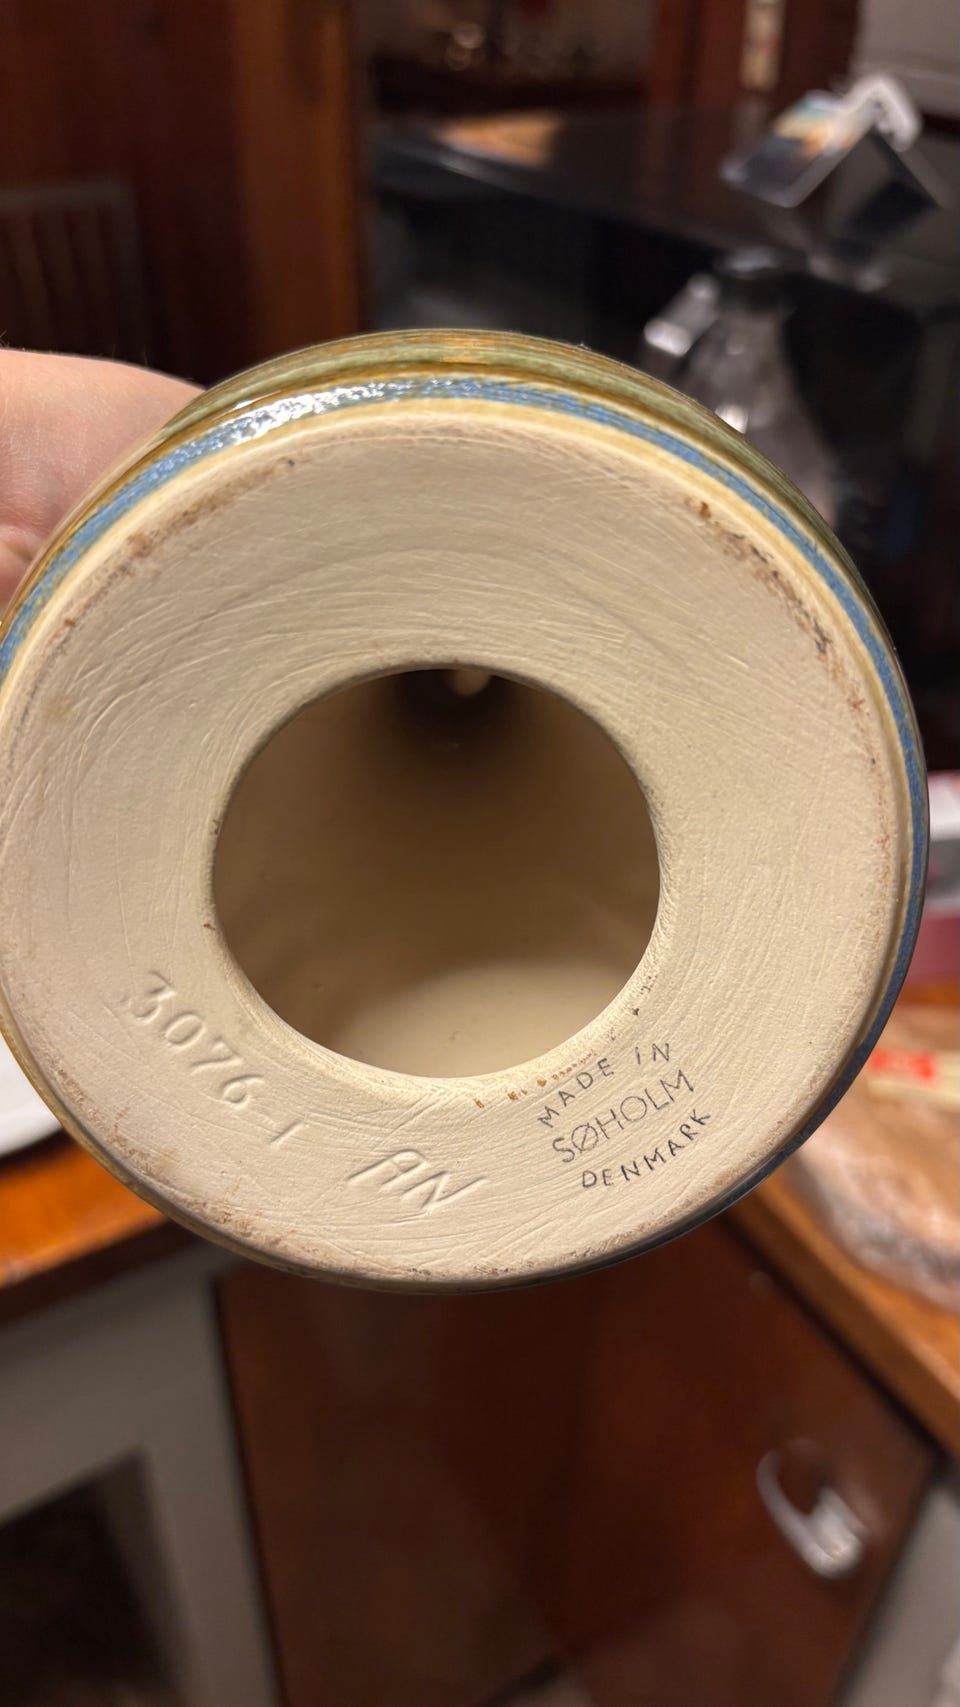 3076-1
AN
MADE IN
SØHOLM
DENMARK